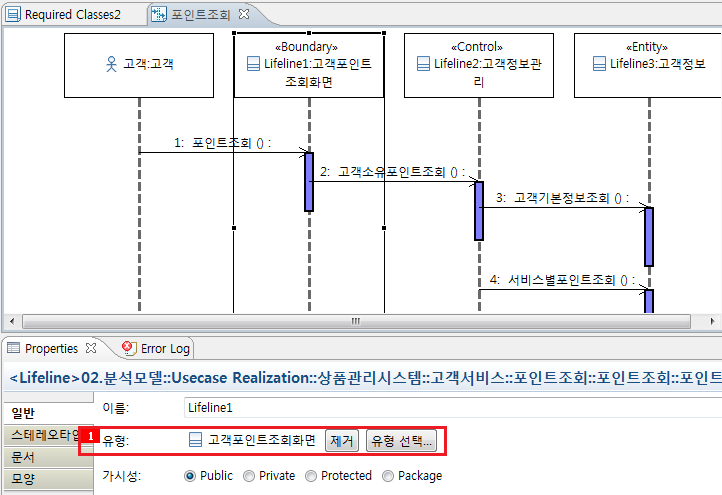 Required Classes2
포인트조회
고객:고객
«Boundary»
Lifeline1:고객포인트
조회화면
«Control»
Lifeline2:고객정보관
리
«Entity»
Lifeline3:고객정보
1: 포인트조회 () :
2: 고객소유포인트조회 () :
3: 고객기본정보조회 () :
4: 서비스별포인트조회 () :
Properties
Error Log
<Lifeline>02.분석모델::Usecase Realization::상품관리시스템::고객서비스::포인트조회::포인트조회::포인트
일반
이름:
Lifeline1
스테레오타입
1
유형:
고객포인트조회화면
제거
유형 선택...
문서
모양
가시성:
Public
Private
Protected
Package